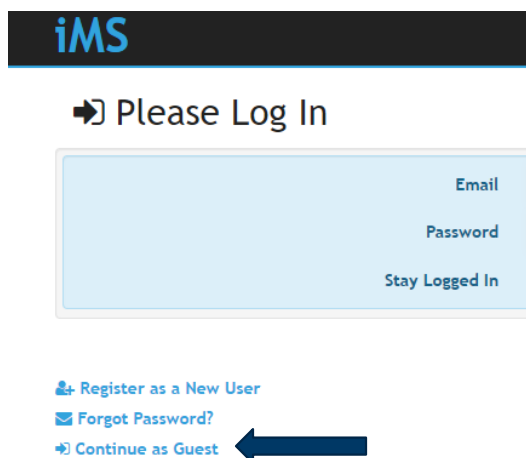 iMS
Please Log In
Email
Password
Stay Logged In
Register as a New User
Forgot Password?
Continue as Guest